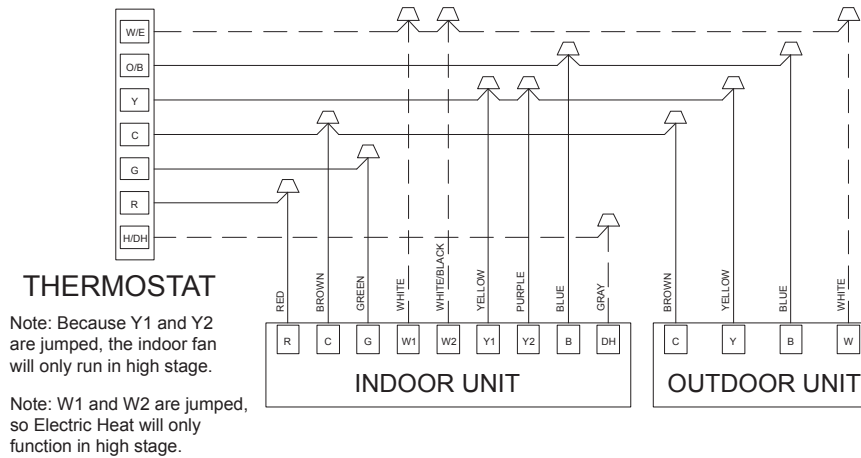 W/E
O/B
Y
C
G
R
H/DH
THERMOSTAT
Note: Because Y1 and Y2
are jumped, the indoor fan
will only run in high stage.
Note: W1 and W2 are jumped,
so Electric Heat will only
function in high stage.
RED
BROWN
GREEN
WHITE
WHITE/BLACK
YELLOW
PURPLE
BLUE
GRAY
R
C
G
W1
W2
Y1
Y2
B
DH
INDOOR UNIT
BROWN
YELLOW
BLUE
WHITE
C
Y
B
W
OUTDOOR UNIT